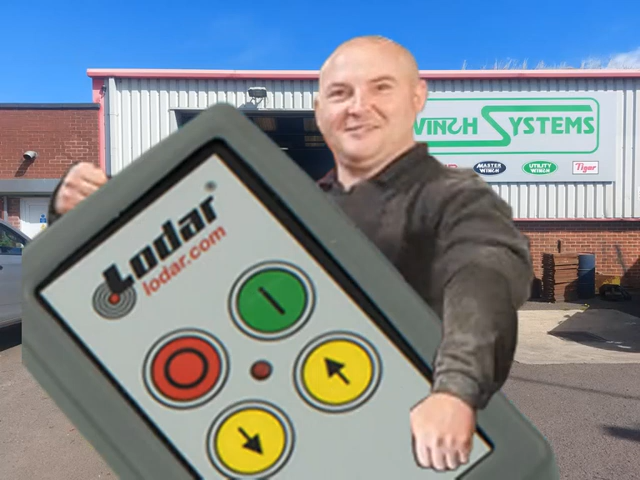 WINCH SYSTEMS
MASTER WINCH
UTILITY WINCH
Tiger
Lodar®
lodar.com